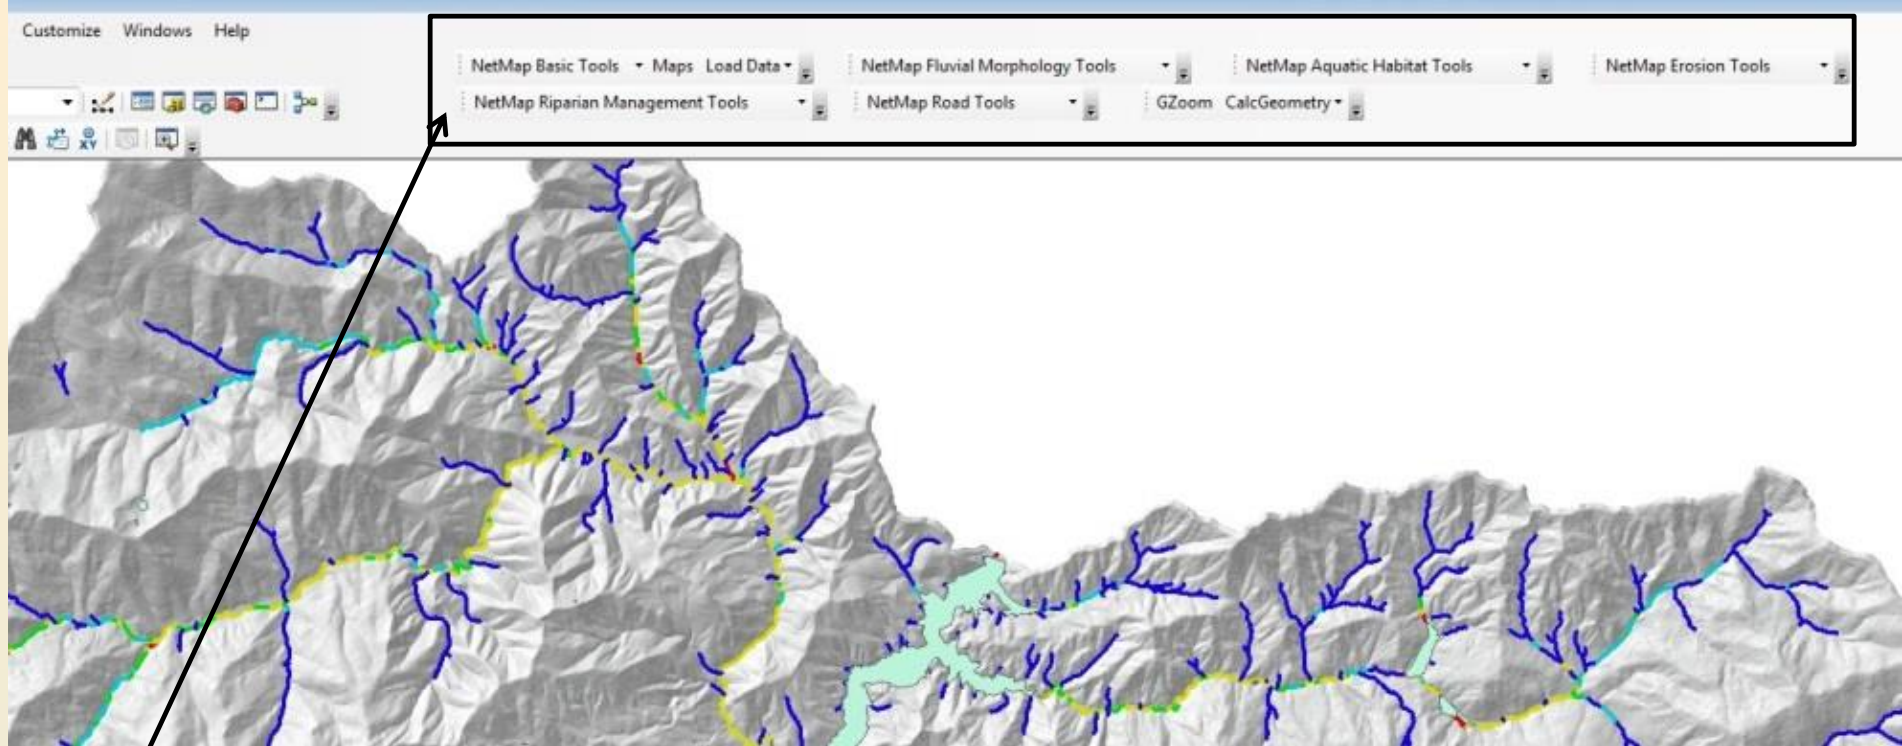 Customize Windows Help
NetMap Basic Tools Maps Load Data NetMap Fluvial Morphology Tools NetMap Aquatic Habitat Tools NetMap Erosion Tools
NetMap Riparian Management Tools NetMap Road Tools GZoom CalcGeometry
XY